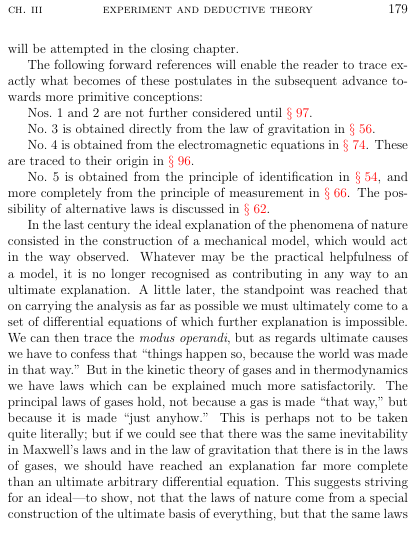 CH. III EXPERIMENT AND DEDUCTIVE THEORY 179
will be attempted in the closing chapter.
The following forward references will enable the reader to trace ex-
actly what becomes of these postulates in the subsequent advance to-
wards more primitive conceptions:
Nos. 1 and 2 are not further considered until § 97.
No. 3 is obtained directly from the law of gravitation in § 56.
No. 4 is obtained from the electromagnetic equations in § 74. These
are traced to their origin in § 96.
No. 5 is obtained from the principle of identification in § 54, and
more completely from the principle of measurement in § 66. The pos-
sibility of alternative laws is discussed in § 62.
In the last century the ideal explanation of the phenomena of nature
consisted in the construction of a mechanical model, which would act
in the way observed. Whatever may be the practical helpfulness of
a model, it is no longer recognised as contributing in any way to an
ultimate explanation. A little later, the standpoint was reached that
on carrying the analysis as far as possible we must ultimately come to a
set of differential equations of which further explanation is impossible.
We can then trace the modus operandi, but as regards ultimate causes
we have to confess that “things happen so, because the world was made
in that way.” But in the kinetic theory of gases and in thermodynamics
we have laws which can be explained much more satisfactorily. The
principal laws of gases hold, not because a gas is made “that way,” but
because it is made “just anyhow.” This is perhaps not to be taken
quite literally; but if we could see that there was the same inevitability
in Maxwell’s laws and in the law of gravitation that there is in the laws
of gases, we should have reached an explanation far more complete
than an ultimate arbitrary differential equation. This suggests striving
for an ideal—to show, not that the laws of nature come from a special
construction of the ultimate basis of everything, but that the same laws